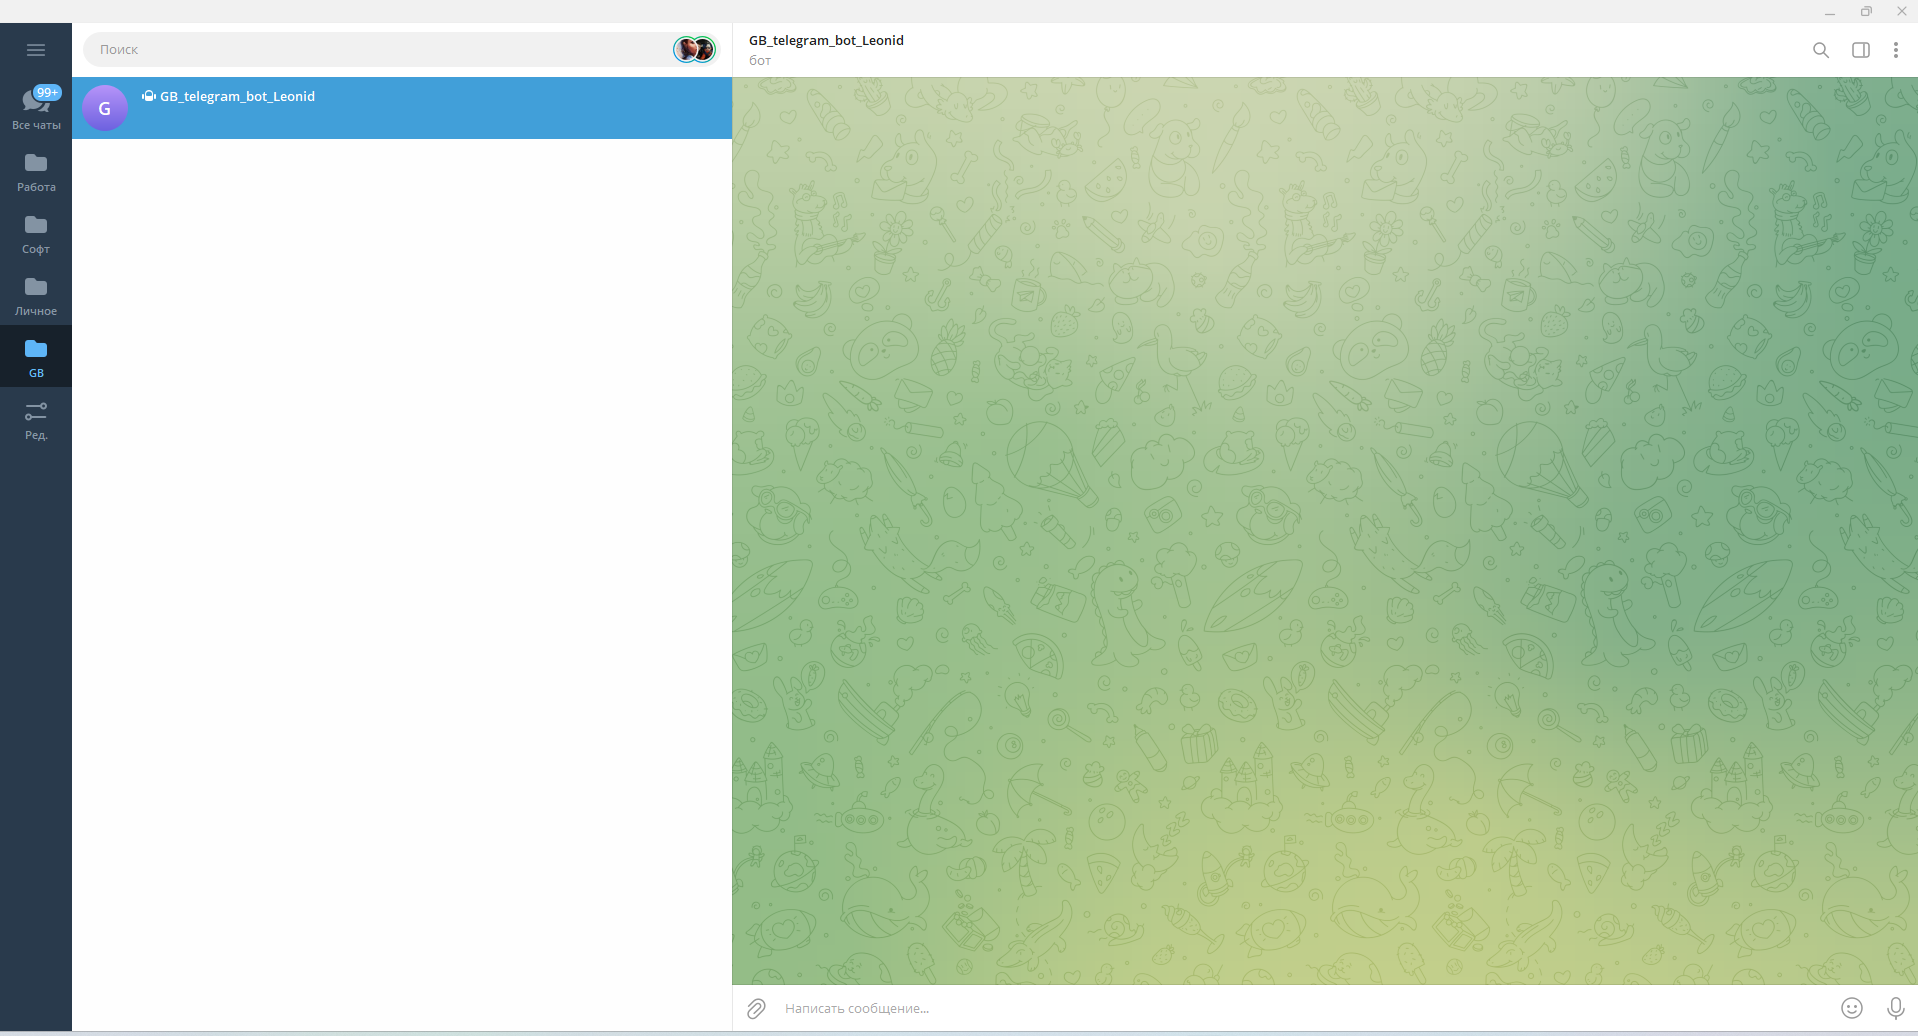 Поиск
GB_telegram_bot_Leonid
бот
99+
Все чаты
G
GB_telegram_bot_Leonid
Работа
Софт
Личное
GB
Ред.
Написать сообщение...